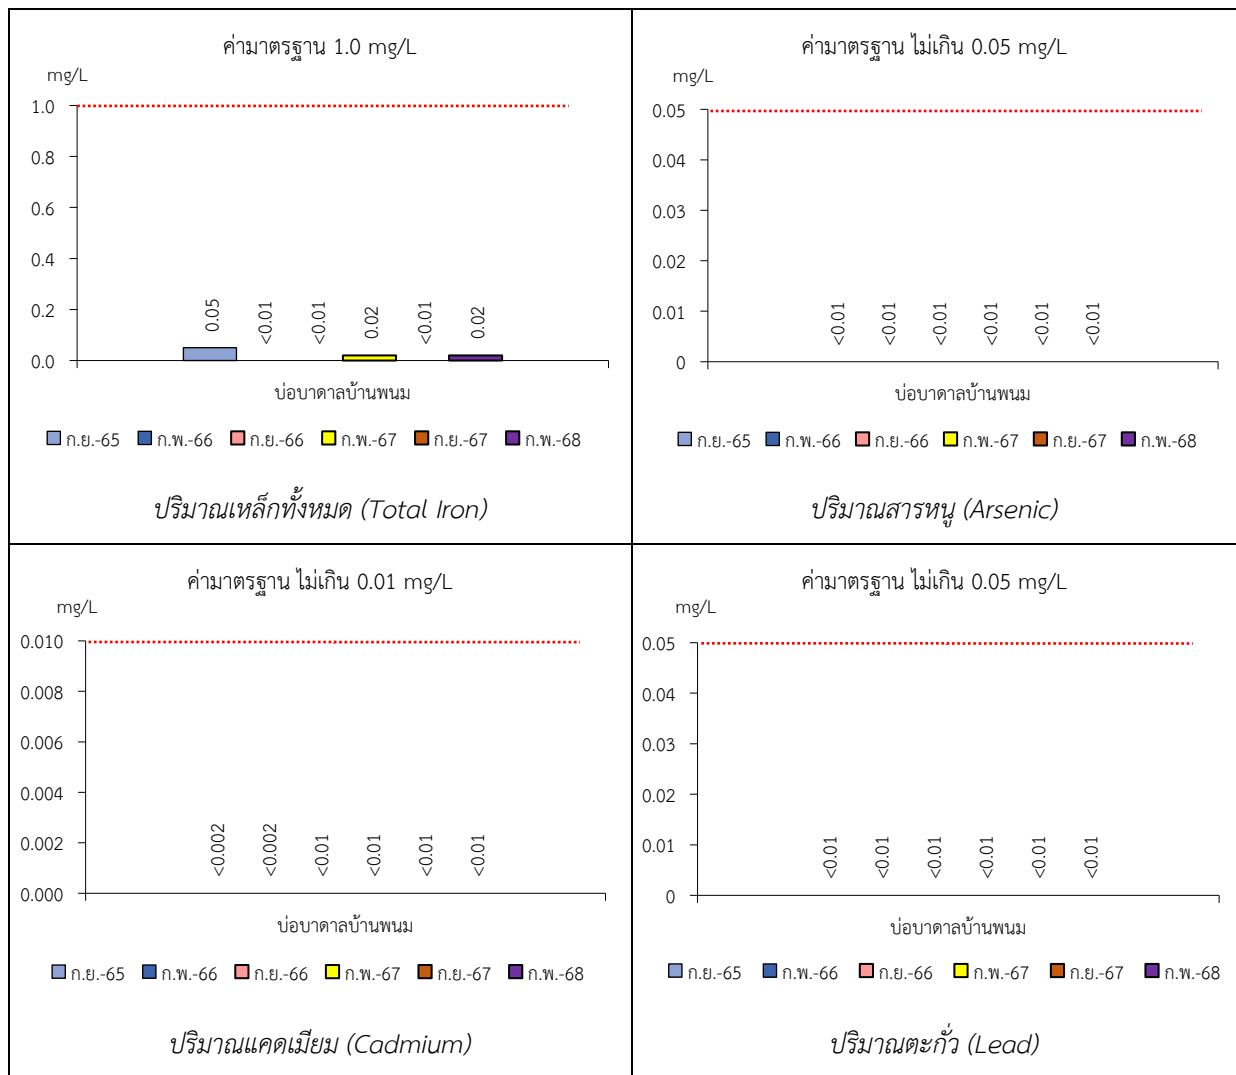 ค่ามาตรฐาน 1.0 mg/L
mg/L
1.0
0.8
0.6
0.4
0.2
0.0
0.05
<0.01
<0.01
0.02
<0.01
0.02
บ่อบาดาลบ้านพนม
ก.ย.-65 ก.พ.-66 ก.ย.-66 ก.พ.-67 ก.ย.-67 ก.พ.-68
ปริมาณเหล็กทั้งหมด (Total Iron)
ค่ามาตรฐาน ไม่เกิน 0.05 mg/L
mg/L
0.05
0.04
0.03
0.02
0.01
0
<0.01
<0.01
<0.01
<0.01
<0.01
<0.01
บ่อบาดาลบ้านพนม
ก.ย.-65 ก.พ.-66 ก.ย.-66 ก.พ.-67 ก.ย.-67 ก.พ.-68
ปริมาณสารหนู (Arsenic)
ค่ามาตรฐาน ไม่เกิน 0.01 mg/L
mg/L
0.010
0.008
0.006
0.004
0.002
0.000
<0.002
<0.002
<0.01
<0.01
<0.01
<0.01
บ่อบาดาลบ้านพนม
ก.ย.-65 ก.พ.-66 ก.ย.-66 ก.พ.-67 ก.ย.-67 ก.พ.-68
ปริมาณแคดเมียม (Cadmium)
ค่ามาตรฐาน ไม่เกิน 0.05 mg/L
mg/L
0.05
0.04
0.03
0.02
0.01
0
<0.01
<0.01
<0.01
<0.01
<0.01
<0.01
บ่อบาดาลบ้านพนม
ก.ย.-65 ก.พ.-66 ก.ย.-66 ก.พ.-67 ก.ย.-67 ก.พ.-68
ปริมาณตะกั่ว (Lead)